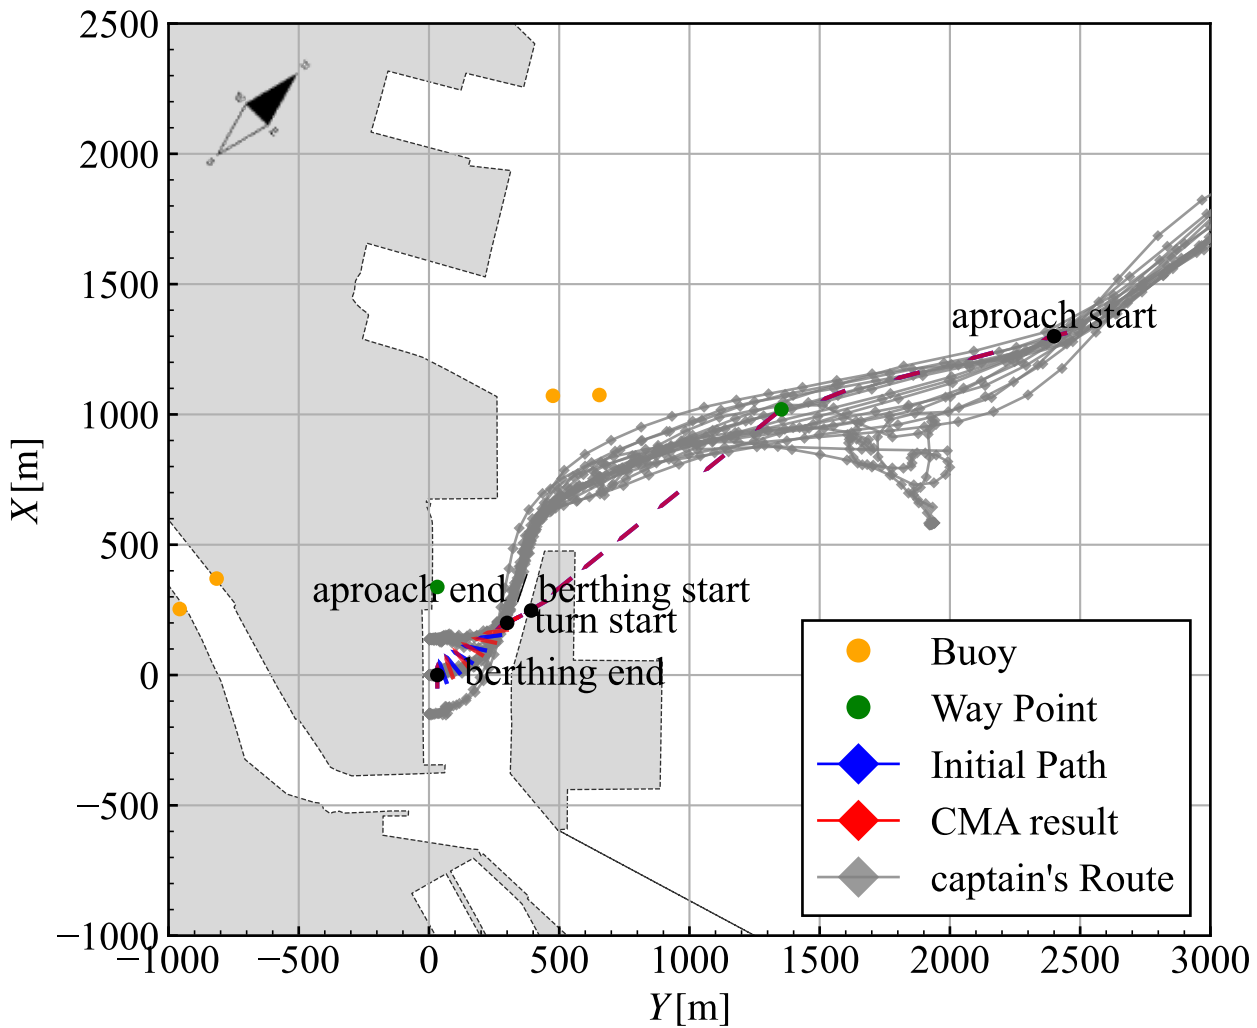 2500
2000
1500
1000
500
0
−500
−1000
X [m]
aproach start
aproach end
berthing start
turn start
berthing end
Buoy
Way Point
Initial Path
CMA result
captain's Route
−1000
−500
0
500
1000
1500
2000
2500
3000
Y [m]